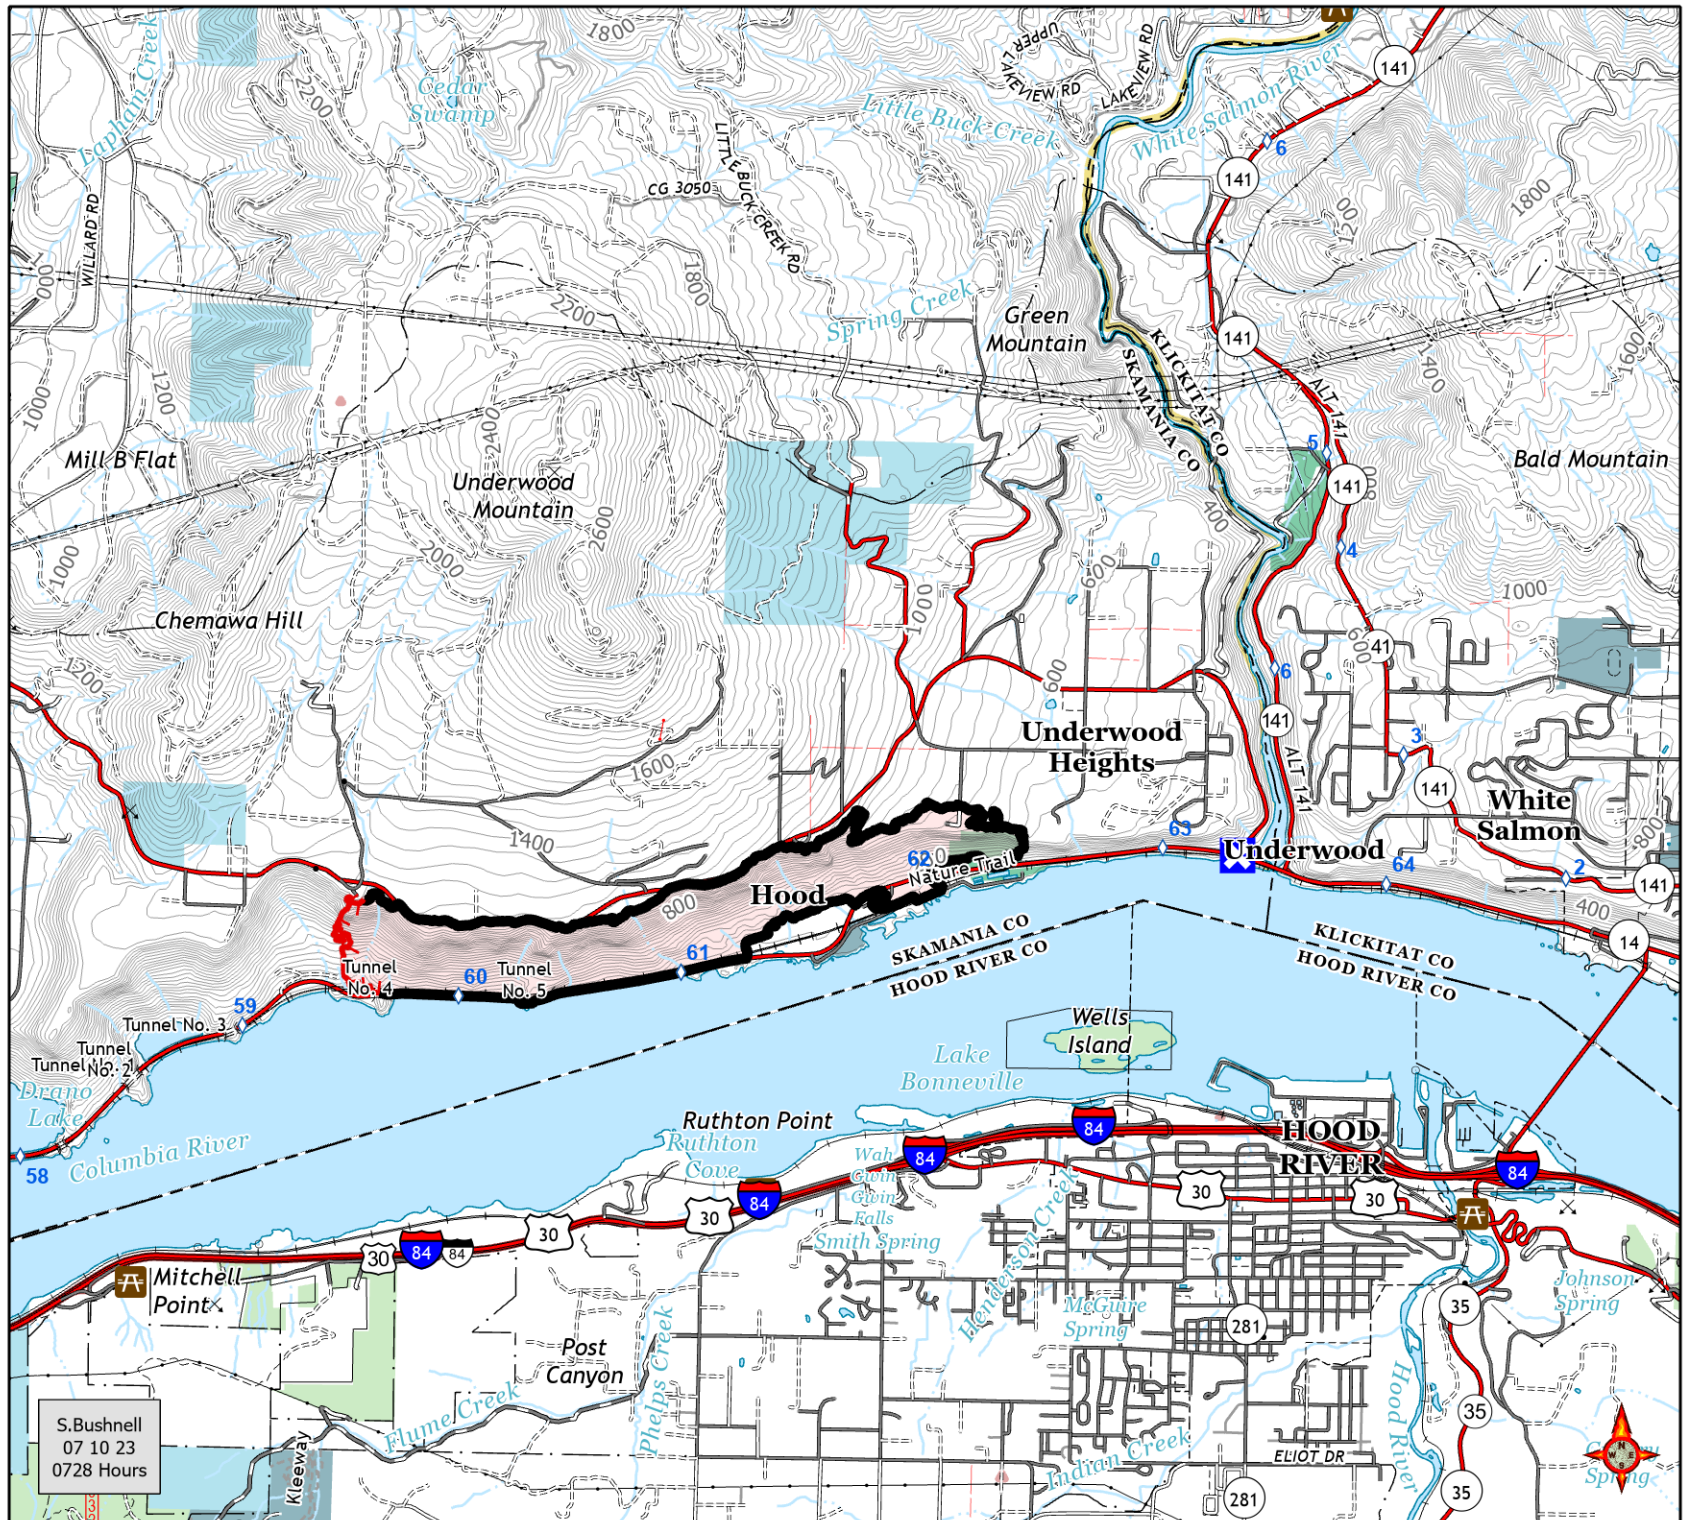 1800
UPPER L
AKEVIEW RD
LAKEVIEW RD
141
Lapham Creek
2200
Cedar
Swamp
Little Buck Creek
White Salmon River
6
141
LITTLE BUCK CREEK RD
CG 3050
WILLARD RD
1800
1200
1000
2200
1800
Spring Creek
Green
Mountain
KLICKITAT CO
SKAMANIA CO
141
ALT 141
1400
1600
1000
1200
2400
Mill B Flat
Underwood
Mountain
2600
2000
5
141
800
Bald Mountain
400
4
1000
600
1000
1000
Chemawa Hill
1200
600
41
600
6
141
ALT 141
3
141
Underwood
Heights
White
Salmon
1600
1400
800
63
Underwood
64
2
141
400
14
62
Nature Trail
Hood
800
61
60
Tunnel
No. 4
Tunnel
No. 5
59
Tunnel No. 3
Tunnel
No. 2
Tunnel No. 1
Drano
Lake
58
Columbia River
SKAMANIA CO
HOOD RIVER CO
KLICKITAT CO
HOOD RIVER CO
Wells
Island
Lake
Bonneville
Ruthton Point
Ruthton
Cove
Wah
Gwin
Gwin
Falls
Smith Spring
84
84
84
84
HOOD
RIVER
30
30
30
30
30
84
84
Mitchell
Point
Henderson Creek
McGuire
Spring
281
Johnson
Spring
35
Post
Canyon
Phelps Creek
Flume Creek
Kleeway
Indian Creek
ELIOT DR
281
Hood River
35
35
Spring
N
W
E
S
S.Bushnell
07 10 23
0728 Hours